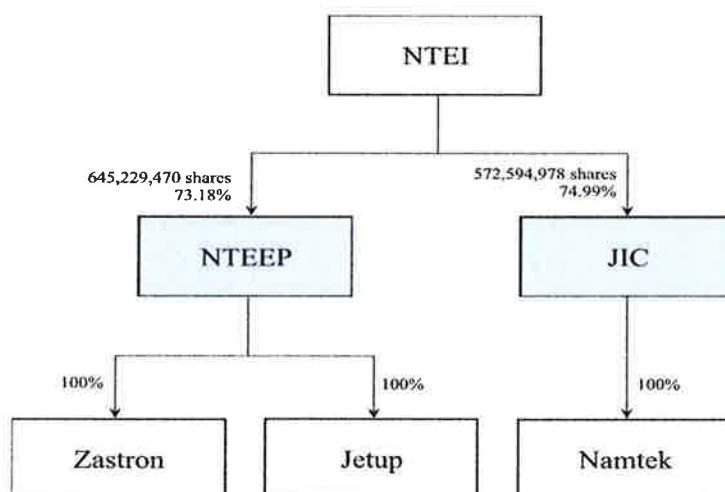 NTEI
645,229,470 shares
73.18%
572,594,978 shares
74.99%
NTEEP
JIC
100%
100%
100%
Zastron
Jetup
Namtek